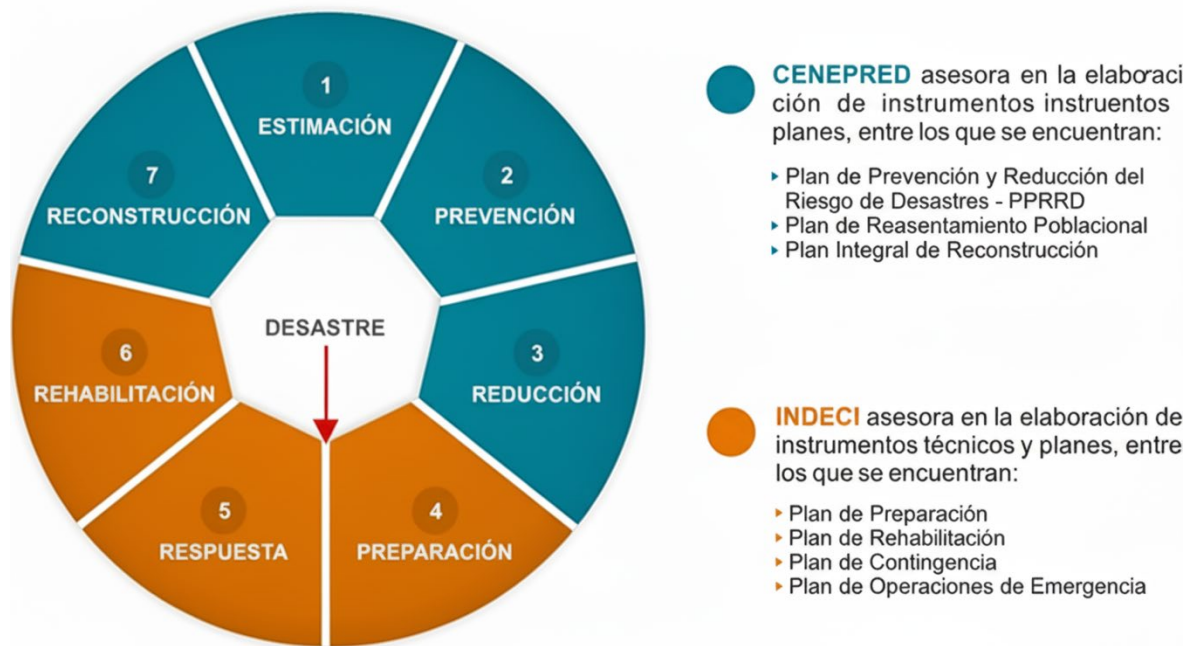 1
ESTIMACIÓN
2
PREVENCIÓN
3
REDUCCIÓN
4
PREPARACIÓN
5
RESPUESTA
6
REHABILITACIÓN
7
RECONSTRUCCIÓN
DESASTRE
CENEPRED asesora en la elaboraci
ción de instrumentos instruentos
planes, entre los que se encuentran:
▸ Plan de Prevención y Reducción del
Riesgo de Desastres - PPRRD
▸ Plan de Reasentamiento Poblacional
▸ Plan Integral de Reconstrucción
INDECI asesora en la elaboración de
instrumentos técnicos y planes, entre
los que se encuentran:
▸ Plan de Preparación
▸ Plan de Rehabilitación
▸ Plan de Contingencia
▸ Plan de Operaciones de Emergencia